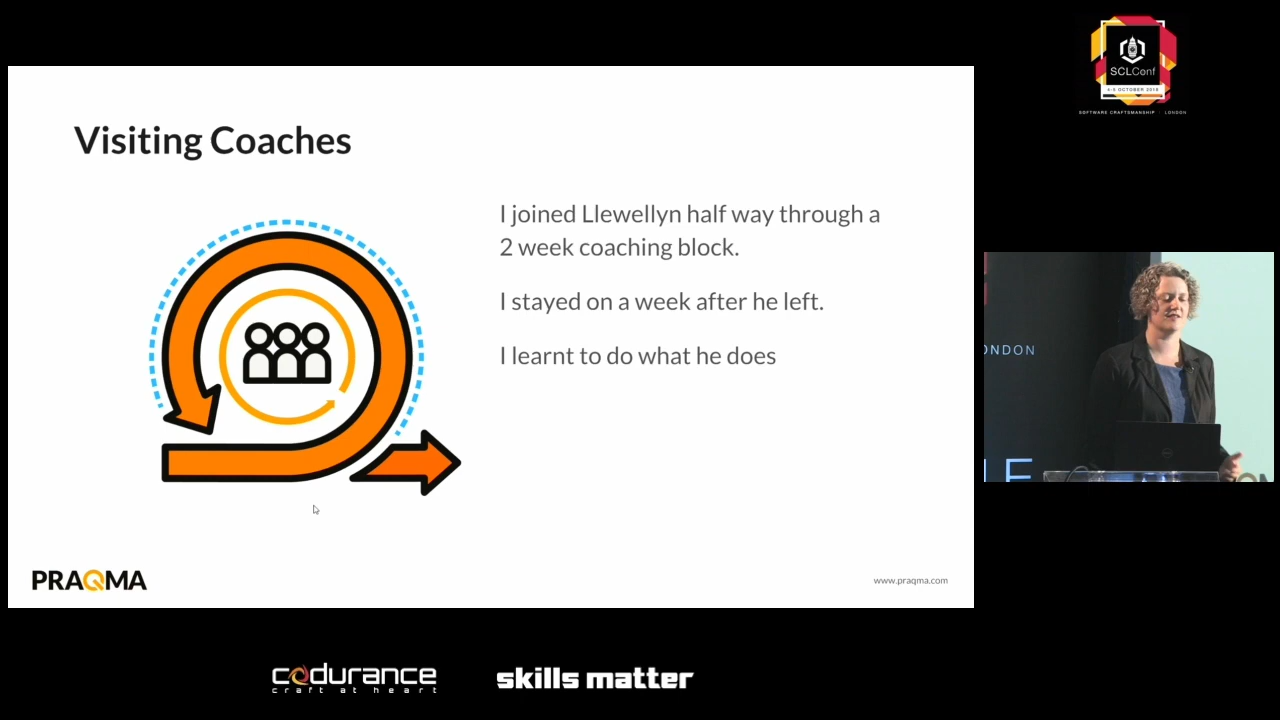 SCLConf
4-5 OCTOBER 2018
SOFTWARE CRAFTSMANSHIP · LONDON
Visiting Coaches
I joined Llewellyn half way through a
2 week coaching block.
I stayed on a week after he left.
I learnt to do what he does
ONDON
LE
ON
PRAQMA
www.praqma.com
codurance
craft at heart
skills matter